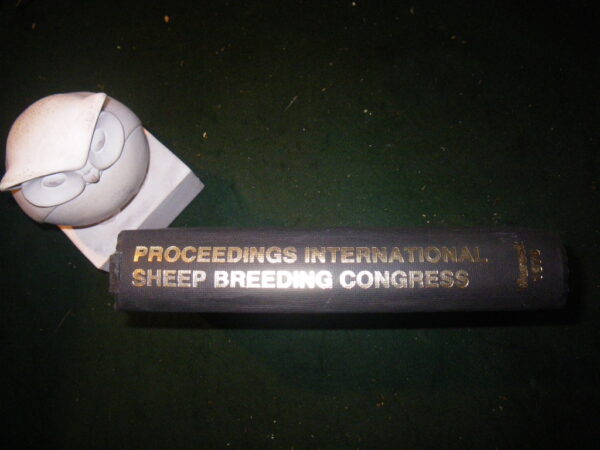 PROCEEDINGS INTERNATIONAL
SHEEP BREEDING CONGRESS